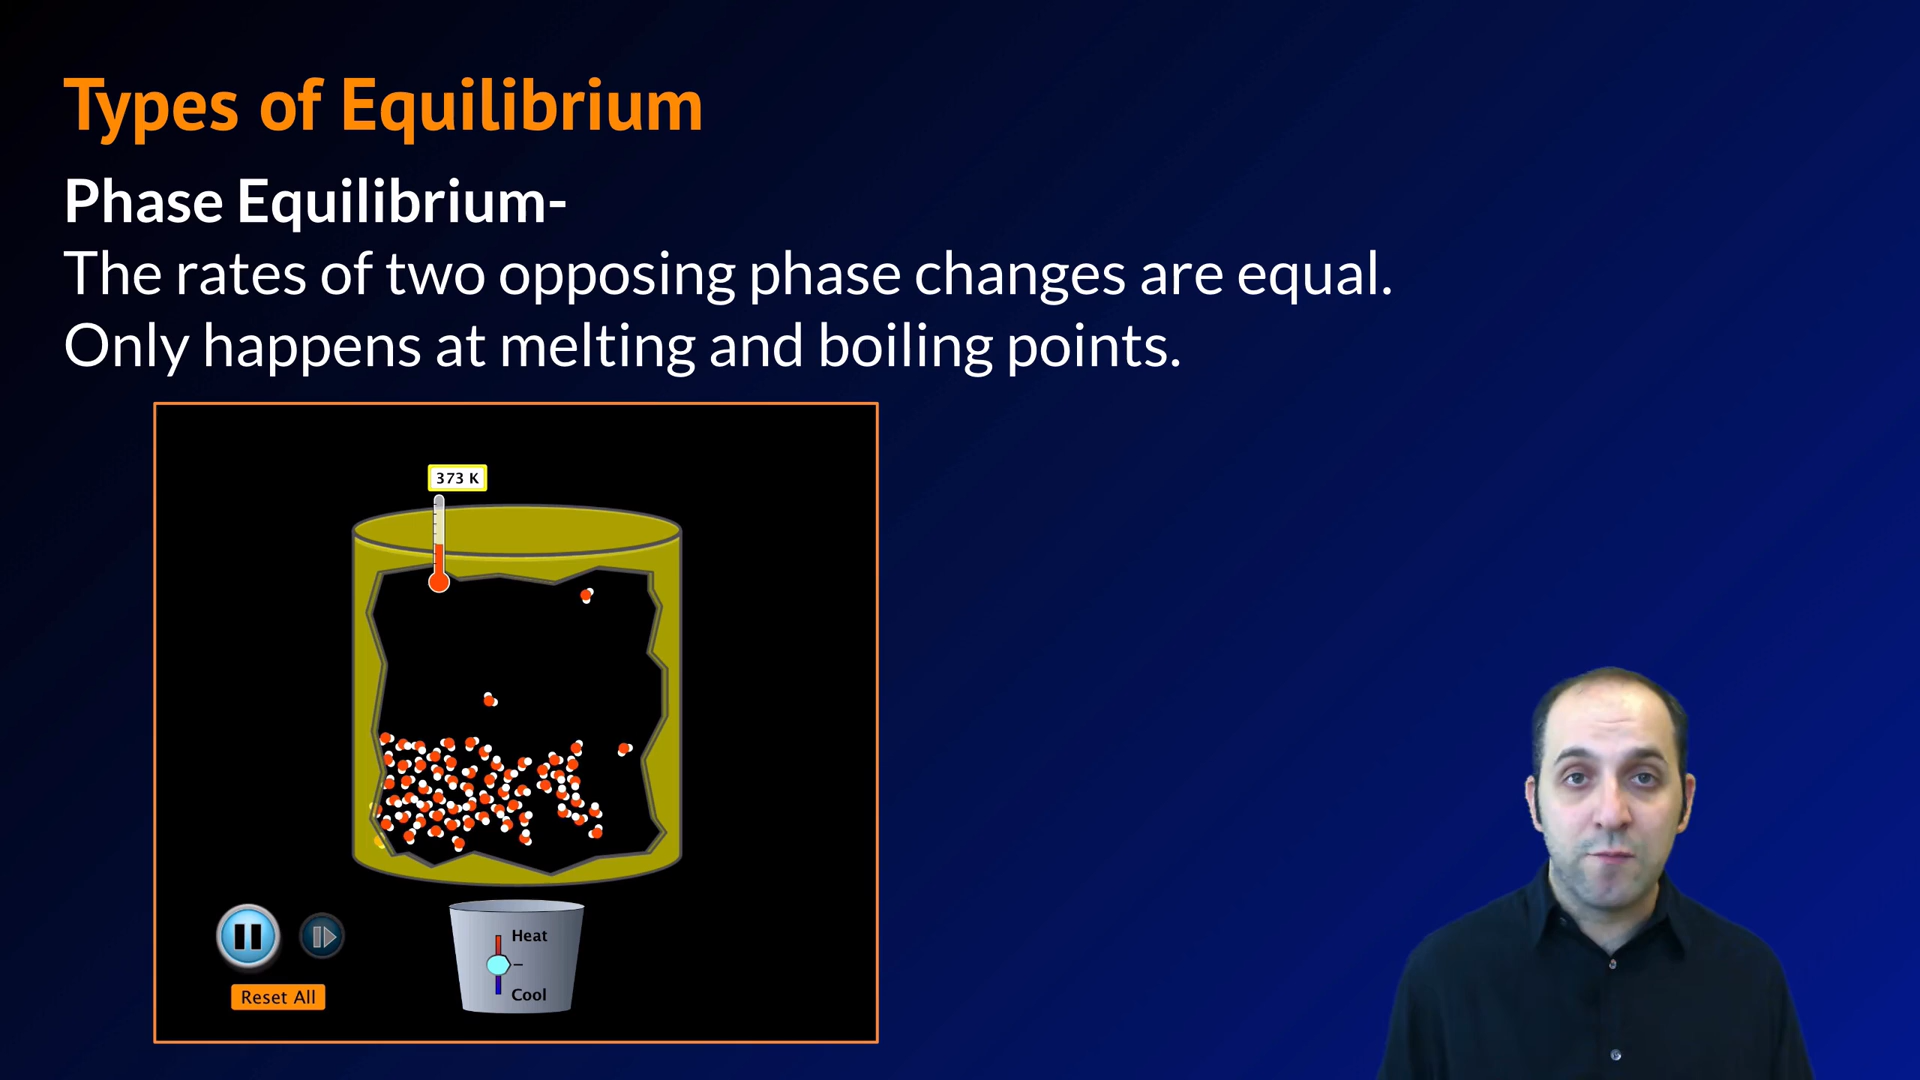 Types of Equilibrium
Phase Equilibrium-
The rates of two opposing phase changes are equal.
Only happens at melting and boiling points.
373 K
Heat
Cool
Reset All